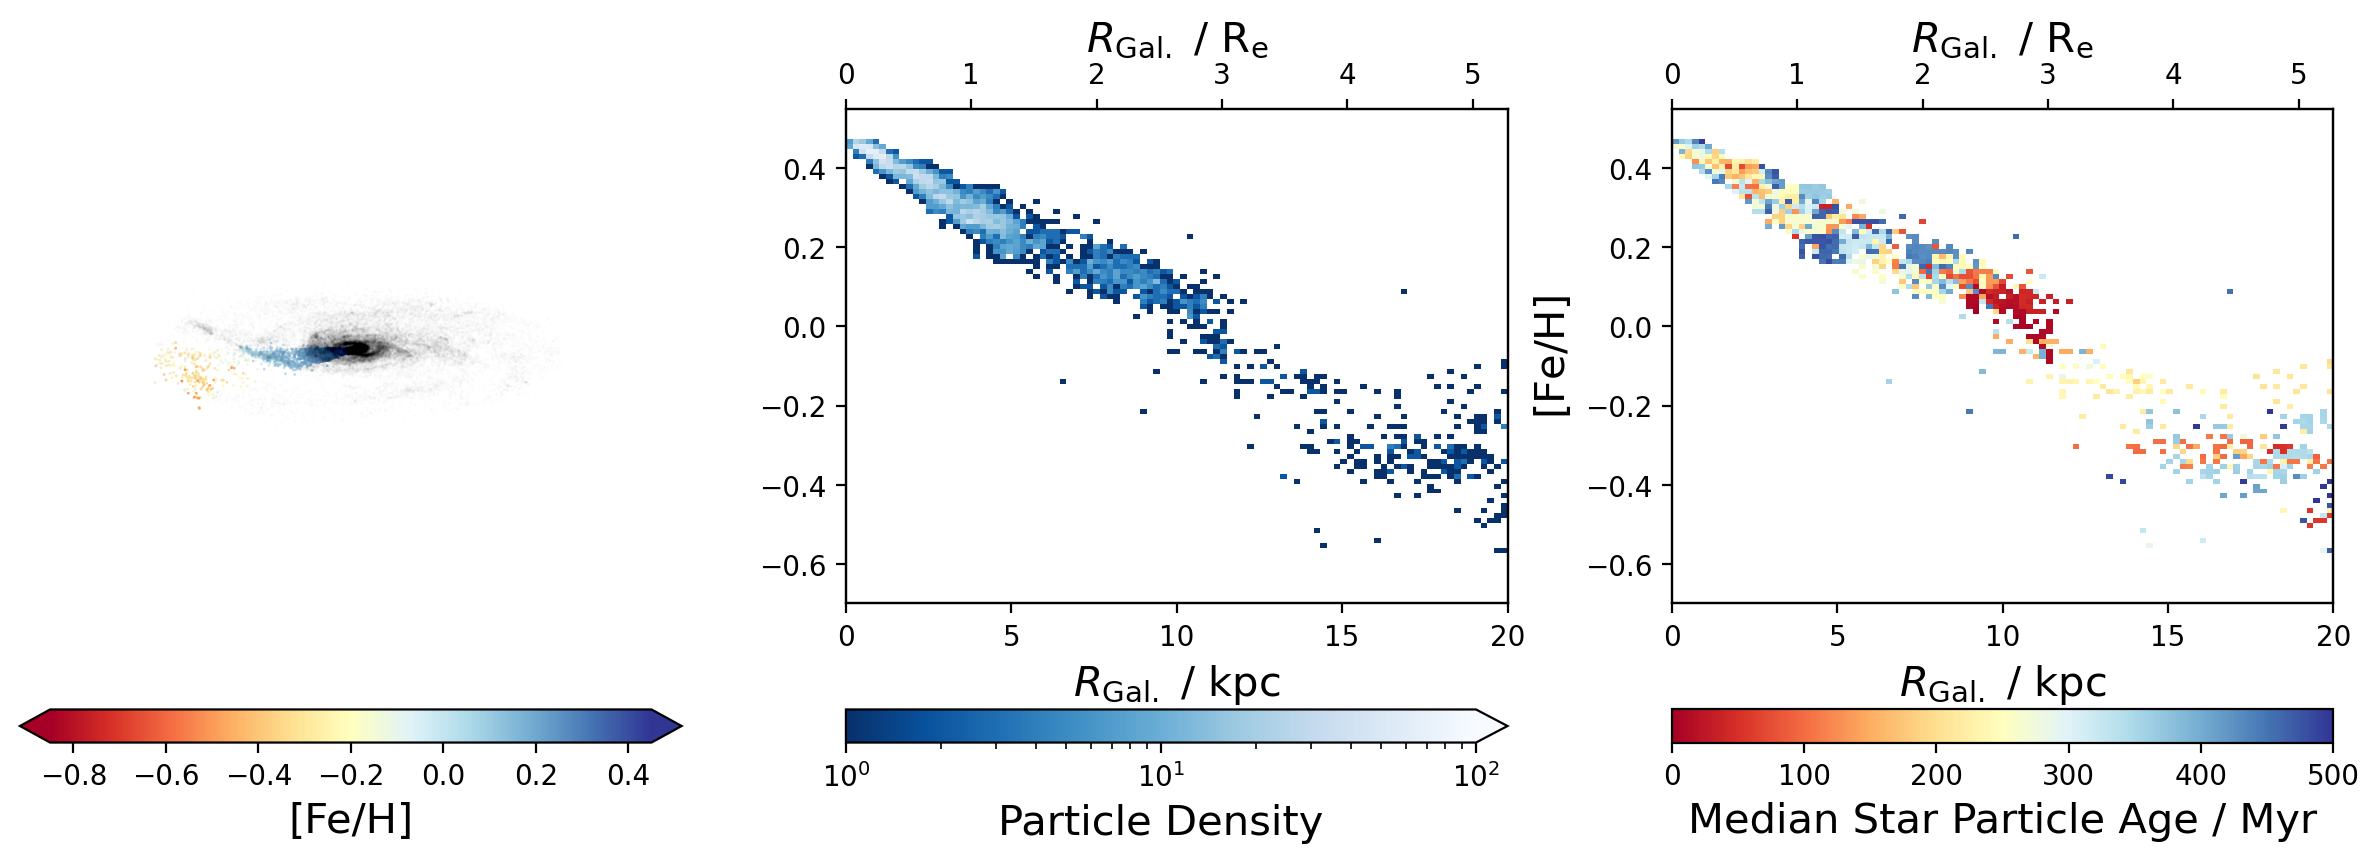 R_Gal. / R_e
0 1 2 3 4 5
0.4
0.2
0.0
−0.2
−0.4
−0.6
0 5 10 15 20
R_Gal. / kpc
R_Gal. / R_e
0 1 2 3 4 5
[Fe/H]
0.4
0.2
0.0
−0.2
−0.4
−0.6
0 5 10 15 20
R_Gal. / kpc
−0.8 −0.6 −0.4 −0.2 0.0 0.2 0.4
[Fe/H]
10^0 10^1 10^2
Particle Density
0 100 200 300 400 500
Median Star Particle Age / Myr